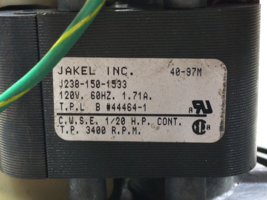 JAKEL INC. 40-97M
J238-150-1533
120V. 60HZ. 1.71A.
T.P.L B #44464-1
C.W.S.E. 1/20 H.P. CONT.
T.P. 3400 R.P.M.